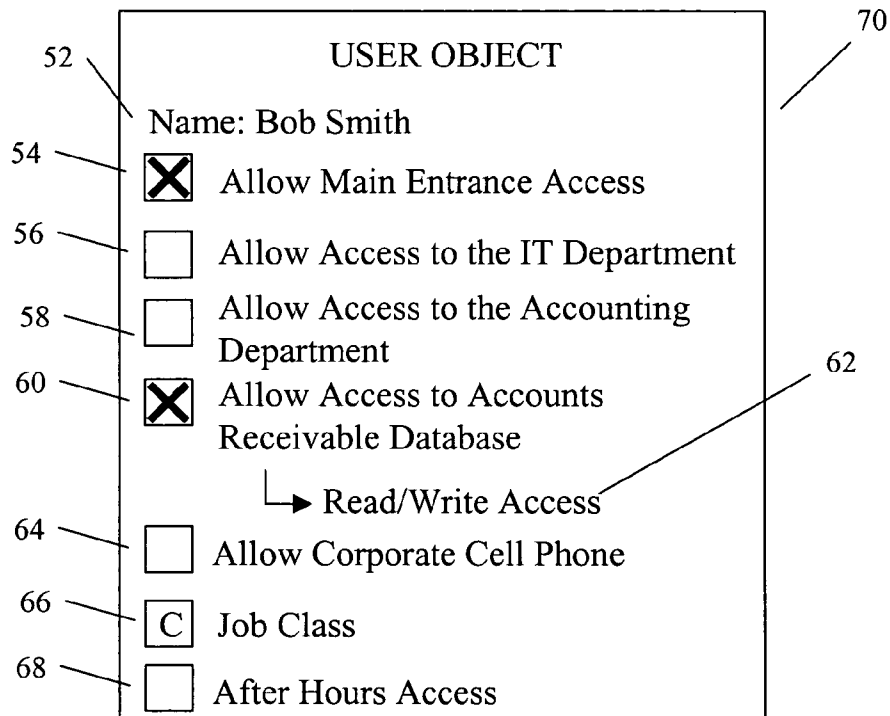 USER OBJECT
70
52
Name: Bob Smith
54
Allow Main Entrance Access
56
Allow Access to the IT Department
58
Allow Access to the Accounting
Department
60
Allow Access to Accounts
Receivable Database
62
Read/Write Access
64
Allow Corporate Cell Phone
66
C Job Class
68
After Hours Access